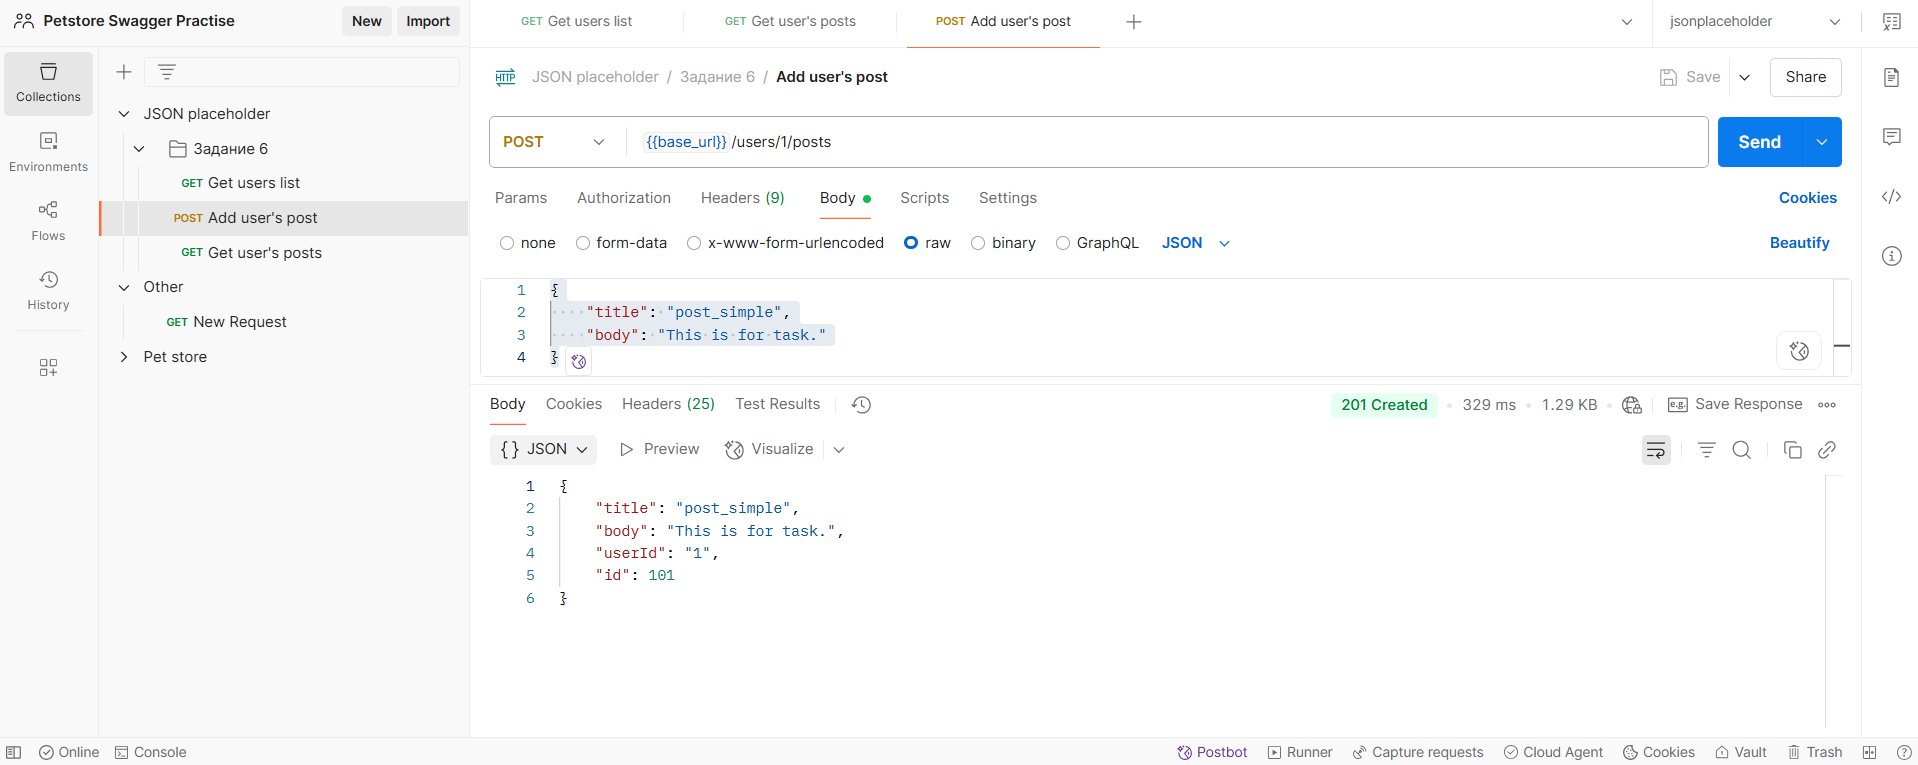 Petstore Swagger Practise
New
Import
GET Get users list
GET Get user's posts
POST Add user's post
jsonplaceholder
Collections
Environments
Flows
History
JSON placeholder
Задание 6
GET Get users list
POST Add user's post
GET Get user's posts
Other
GET New Request
Pet store
HTTP JSON placeholder / Задание 6 / Add user's post
Save
Share
POST
{{base_url}} /users/1/posts
Send
Params Authorization Headers (9) Body Scripts Settings
Cookies
none form-data x-www-form-urlencoded raw binary GraphQL JSON
Beautify
1 {
2 "title": "post_simple",
3 "body": "This is for task."
4 }
Body Cookies Headers (25) Test Results
201 Created 329 ms 1.29 KB e.g. Save Response
{} JSON Preview Visualize
1 {
2 "title": "post_simple",
3 "body": "This is for task.",
4 "userId": "1",
5 "id": 101
6 }
Online Console
Postbot Runner Capture requests Cloud Agent Cookies Vault Trash